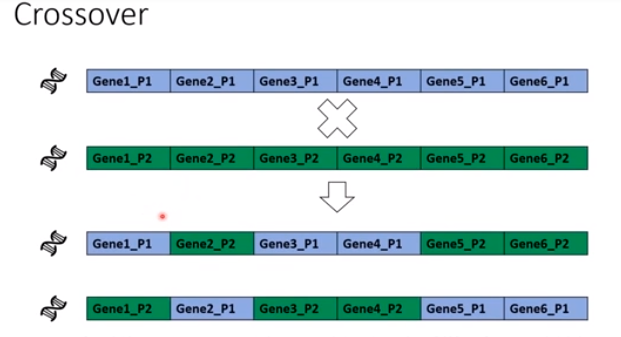 Crossover
Gene1_P1 Gene2_P1 Gene3_P1 Gene4_P1 Gene5_P1 Gene6_P1
Gene1_P2 Gene2_P2 Gene3_P2 Gene4_P2 Gene5_P2 Gene6_P2
Gene1_P1 Gene2_P2 Gene3_P1 Gene4_P1 Gene5_P2 Gene6_P2
Gene1_P2 Gene2_P1 Gene3_P2 Gene4_P2 Gene5_P1 Gene6_P1